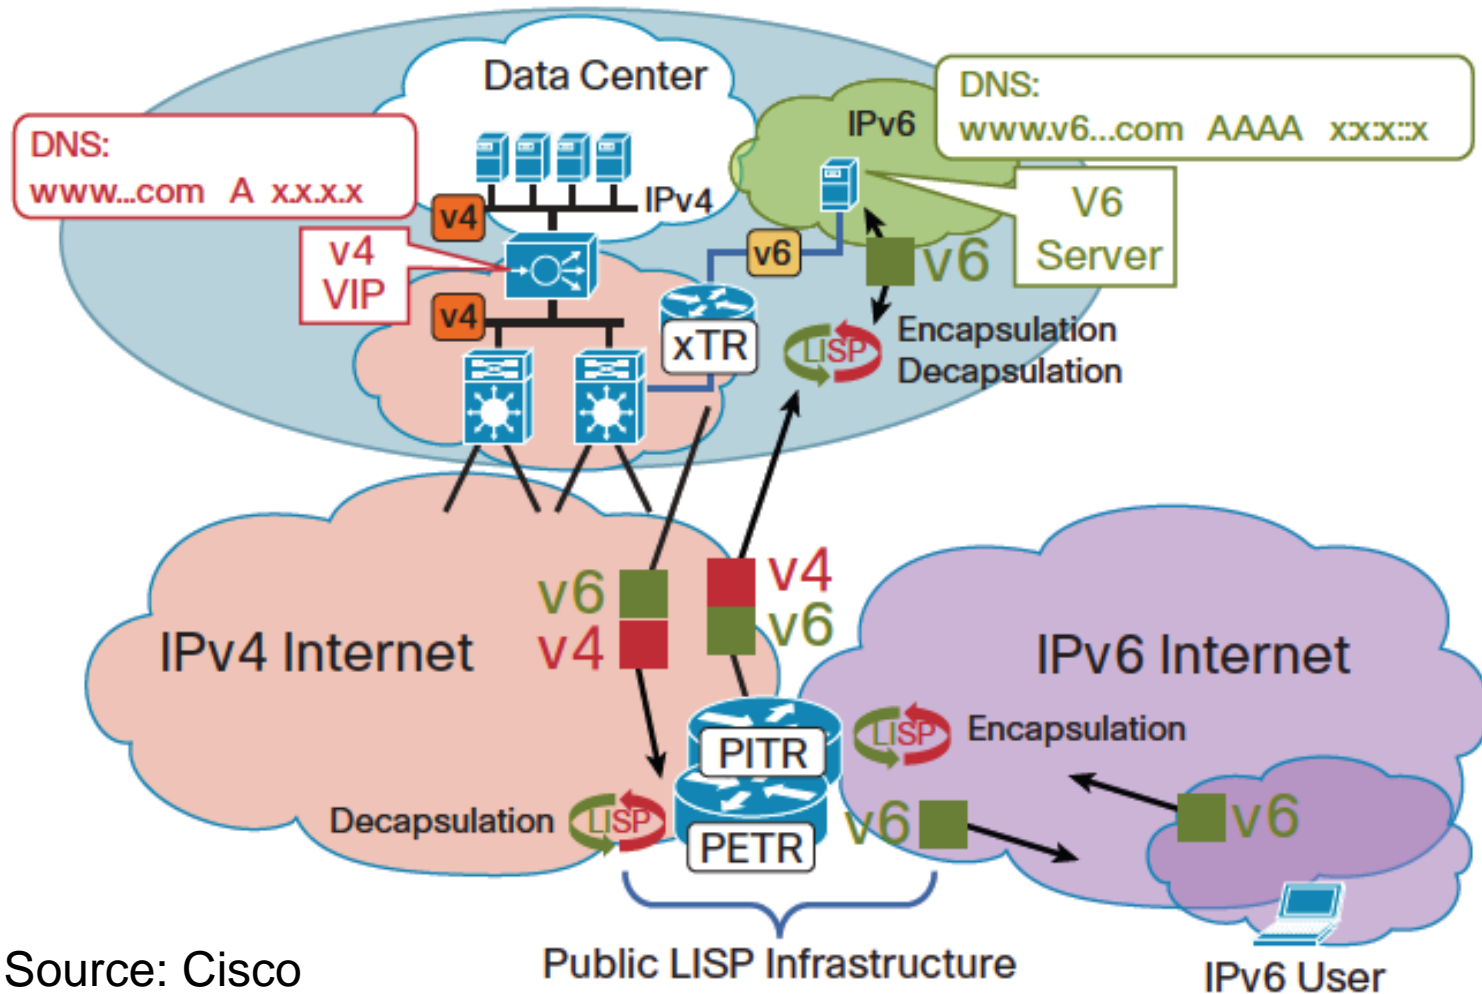 Data Center
DNS:
www.v6...com AAAA x:x:x::x
IPv6
DNS:
www...com A x.x.x.x
IPv4
v4
V6
Server
v4
VIP
v6
v6
v4
xTR
LISP
Encapsulation
Decapsulation
v6
v4
v4
v6
IPv4 Internet
IPv6 Internet
PITR
LISP
Encapsulation
Decapsulation
LISP
PETR
v6
v6
Public LISP Infrastructure
IPv6 User
Source: Cisco